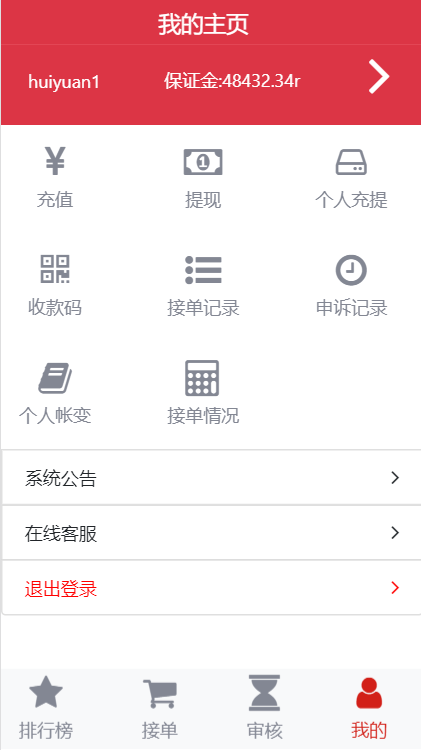 我的主页
huiyuan1 保证金:48432.34r
充值 提现 个人充提
收款码 接单记录 申诉记录
个人帐变 接单情况
系统公告
在线客服
退出登录
排行榜 接单 审核 我的